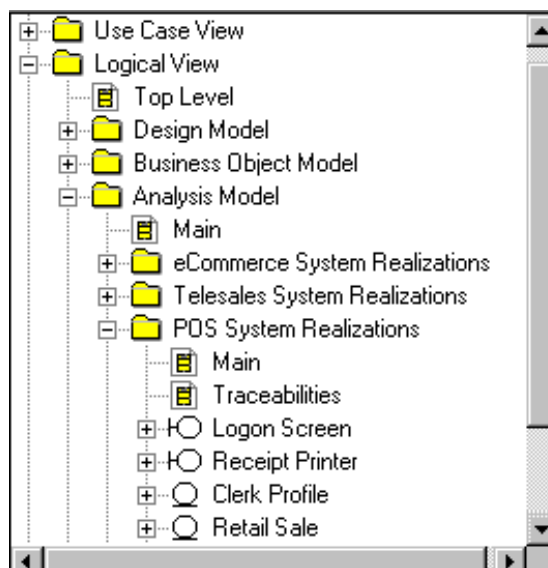 Use Case View
Logical View
Top Level
Design Model
Business Object Model
Analysis Model
Main
eCommerce System Realizations
Telesales System Realizations
POS System Realizations
Main
Traceabilities
Logon Screen
Receipt Printer
Clerk Profile
Retail Sale